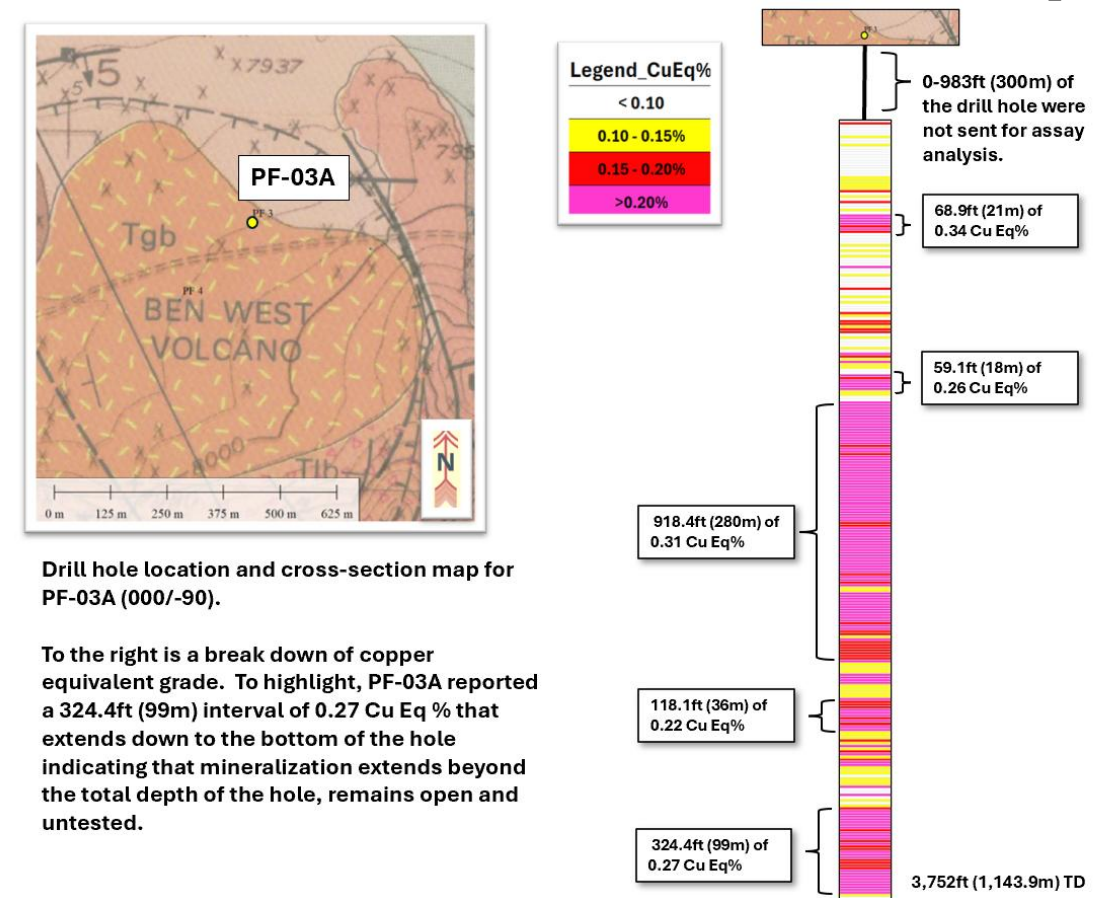 5
5
7937
795
PF-03A
PF-3
Tgb
PF-4
BEN WEST
VOLCANO
8000
Tlb
N
0 m 125 m 250 m 375 m 500 m 625 m
Drill hole location and cross-section map for
PF-03A (000/-90).
To the right is a break down of copper
equivalent grade. To highlight, PF-03A reported
a 324.4ft (99m) interval of 0.27 Cu Eq % that
extends down to the bottom of the hole
indicating that mineralization extends beyond
the total depth of the hole, remains open and
untested.
Legend_CuEq%
< 0.10
0.10 - 0.15%
0.15 - 0.20%
>0.20%
Tgb
0-983ft (300m) of
the drill hole were
not sent for assay
analysis.
68.9ft (21m) of
0.34 Cu Eq%
59.1ft (18m) of
0.26 Cu Eq%
918.4ft (280m) of
0.31 Cu Eq%
118.1ft (36m) of
0.22 Cu Eq%
324.4ft (99m) of
0.27 Cu Eq%
3,752ft (1,143.9m) TD